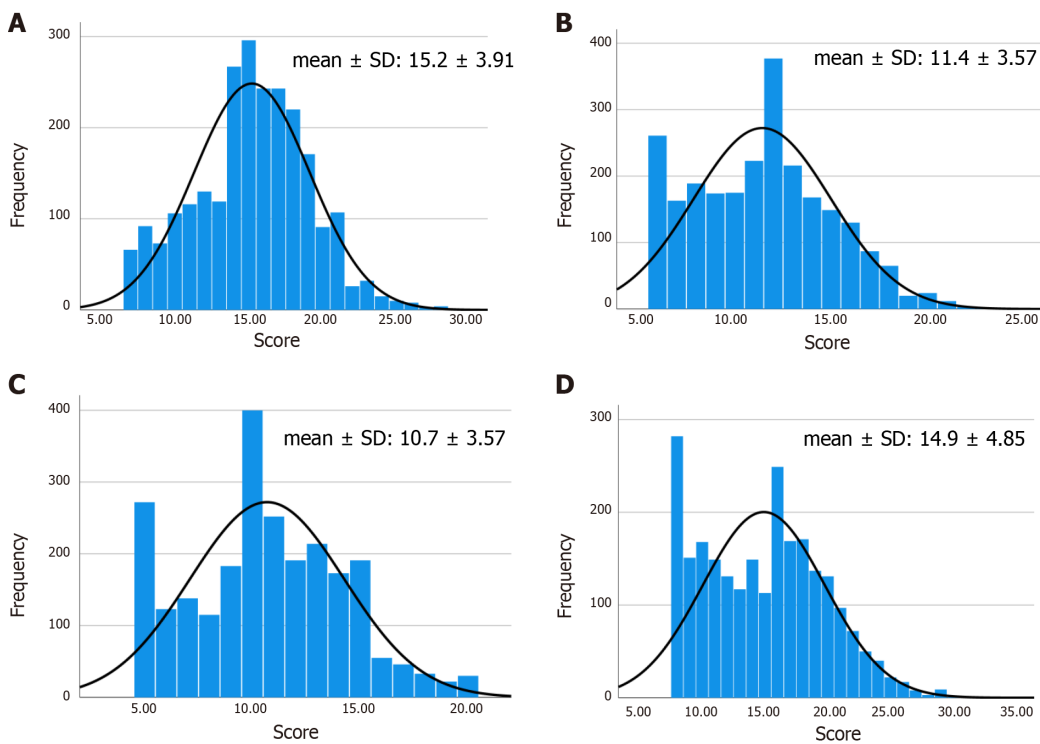 A
mean ± SD: 15.2 ± 3.91
Frequency
300
200
100
0
5.00 10.00 15.00 20.00 25.00 30.00
Score
B
mean ± SD: 11.4 ± 3.57
Frequency
400
300
200
100
0
5.00 10.00 15.00 20.00 25.00
Score
C
mean ± SD: 10.7 ± 3.57
Frequency
400
300
200
100
0
5.00 10.00 15.00 20.00
Score
D
mean ± SD: 14.9 ± 4.85
Frequency
300
200
100
0
5.00 10.00 15.00 20.00 25.00 30.00 35.00
Score